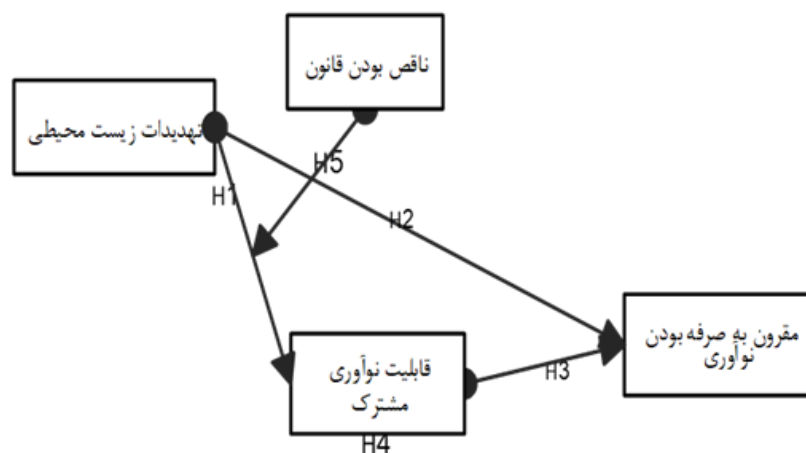 ناقص بودن قانون
تهدیدات زیست محیطی
H5
H1
H2
مقرون به صرفه بودن
نوآوری
قابلیت نوآوری
مشترک
H3
H4